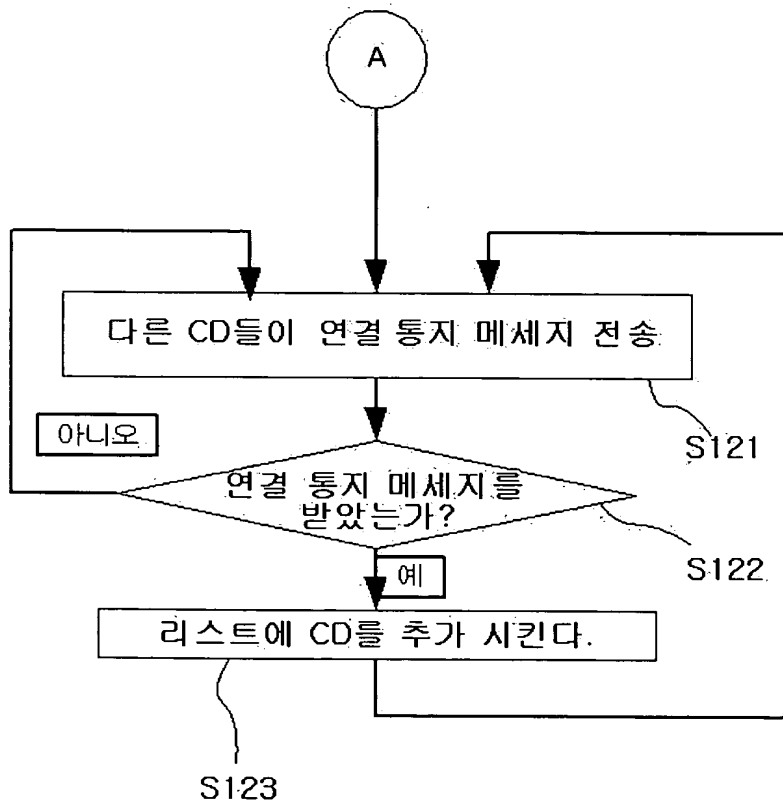 A
다른 CD들이 연결 통지 메세지 전송
S121
아니오
연결 통지 메세지를
받았는가?
S122
예
리스트에 CD를 추가 시킨다.
S123